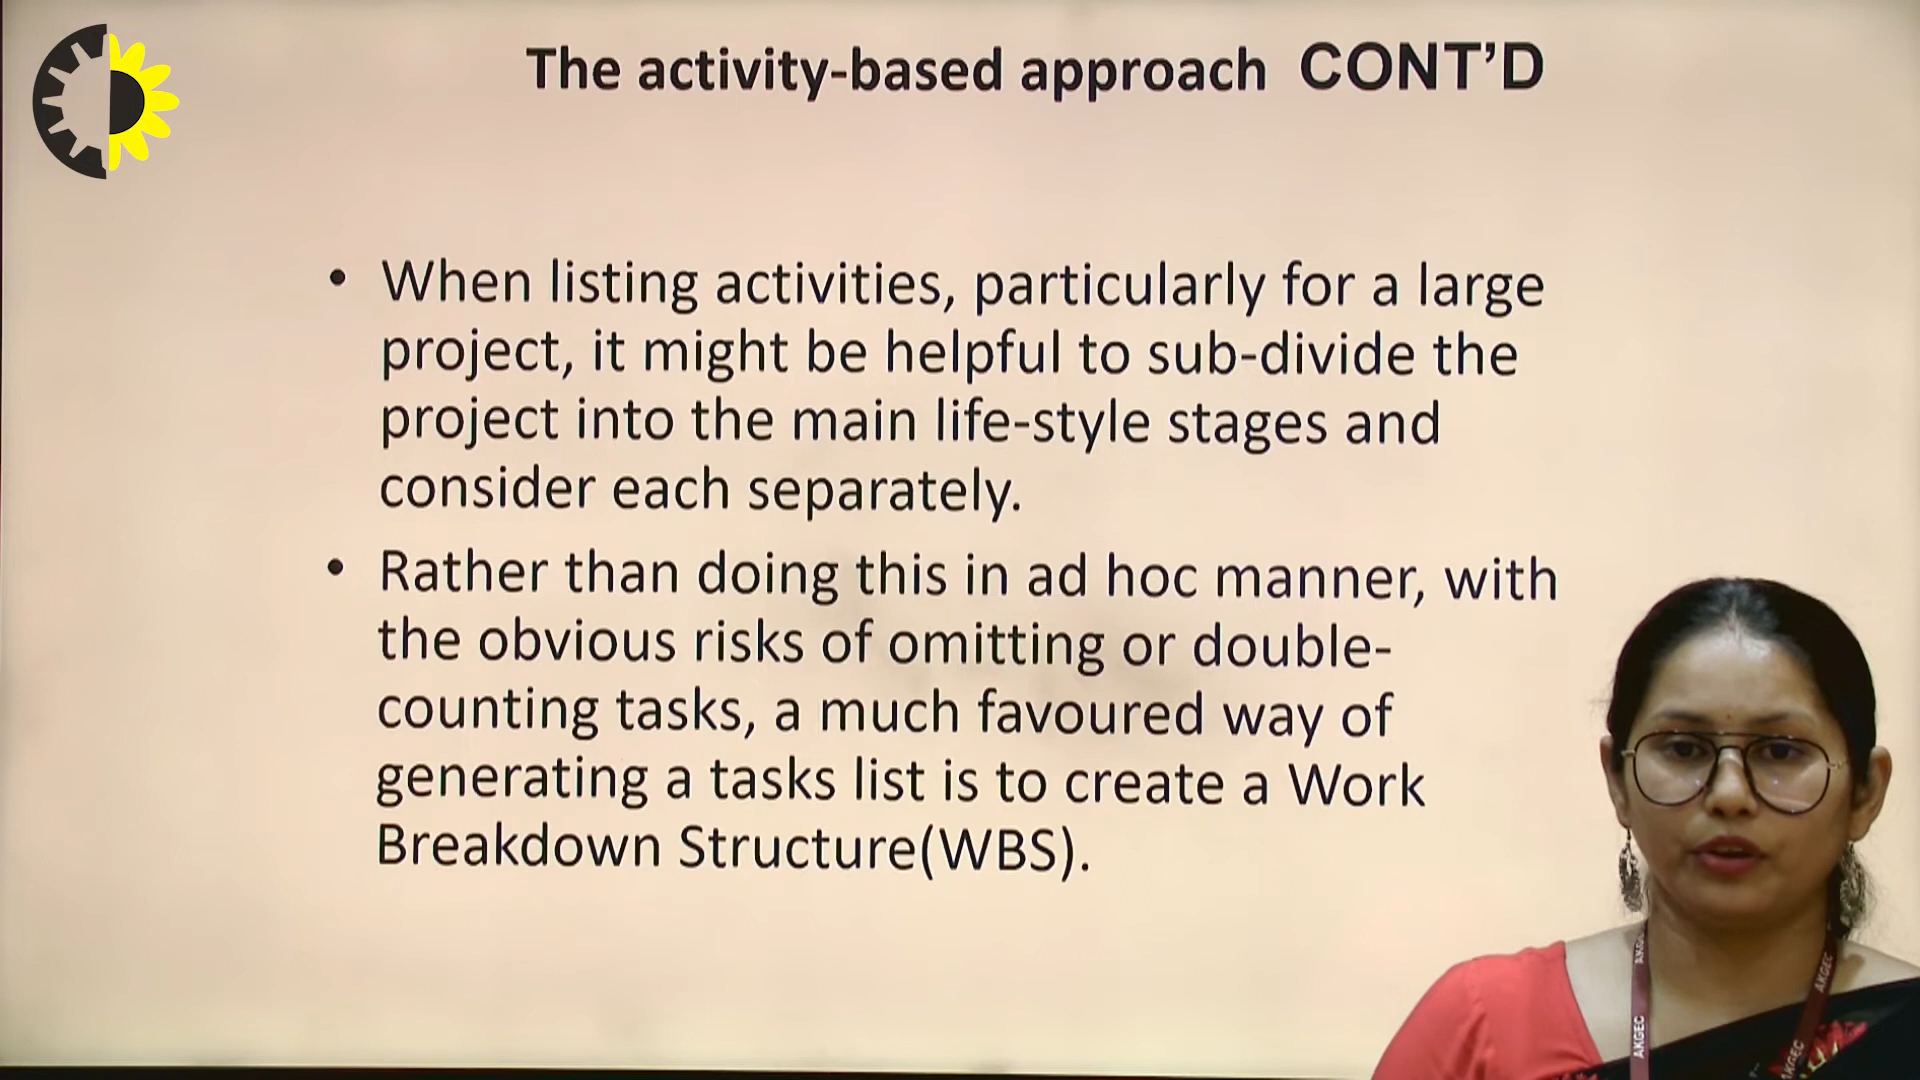 The activity-based approach CONT’D
• When listing activities, particularly for a large
project, it might be helpful to sub-divide the
project into the main life-style stages and
consider each separately.
• Rather than doing this in ad hoc manner, with
the obvious risks of omitting or double-
counting tasks, a much favoured way of
generating a tasks list is to create a Work
Breakdown Structure(WBS).
AKGEC
AKGEC
AKGEC